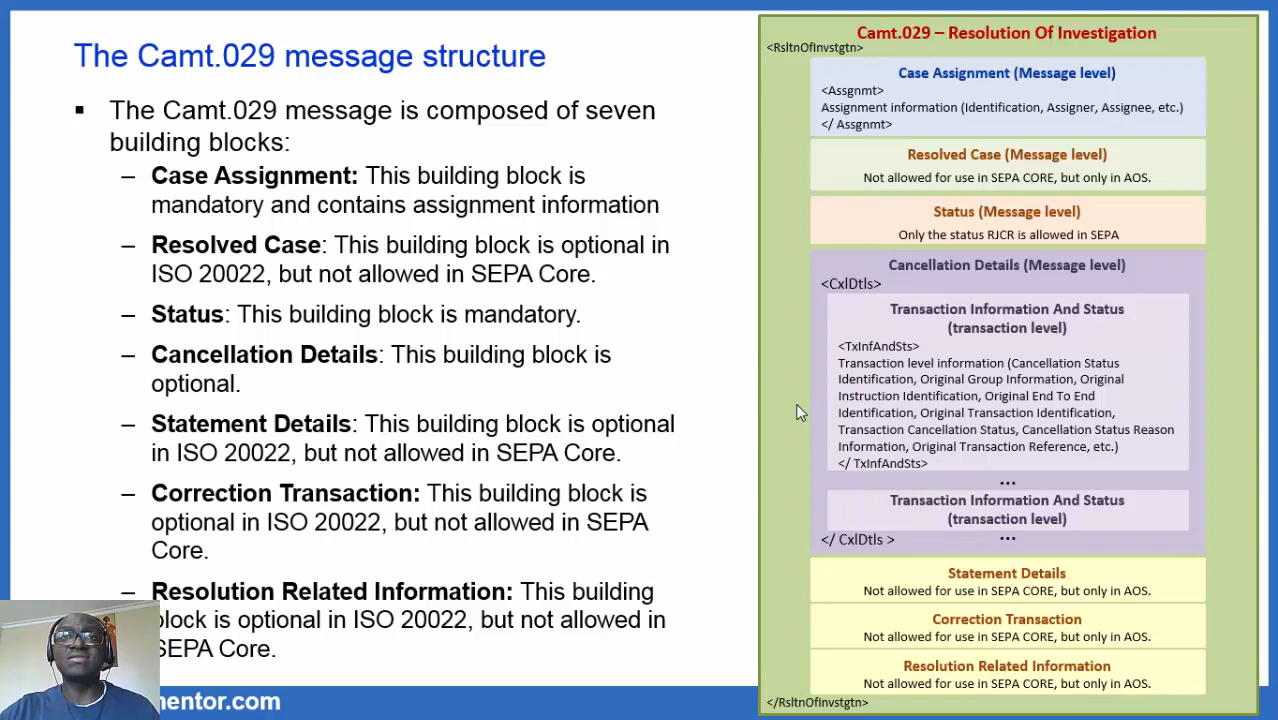 The Camt.029 message structure
▪ The Camt.029 message is composed of seven
building blocks:
– Case Assignment: This building block is
mandatory and contains assignment information
– Resolved Case: This building block is optional in
ISO 20022, but not allowed in SEPA Core.
– Status: This building block is mandatory.
– Cancellation Details: This building block is
optional.
– Statement Details: This building block is optional
in ISO 20022, but not allowed in SEPA Core.
– Correction Transaction: This building block is
optional in ISO 20022, but not allowed in SEPA
Core.
– Resolution Related Information: This building
block is optional in ISO 20022, but not allowed in
SEPA Core.
mentor.com
Camt.029 – Resolution Of Investigation
<RsltnOfInvstgtn>
Case Assignment (Message level)
<Assgnmt>
Assignment information (Identification, Assigner, Assignee, etc.)
</ Assgnmt>
Resolved Case (Message level)
Not allowed for use in SEPA CORE, but only in AOS.
Status (Message level)
Only the status RJCR is allowed in SEPA
Cancellation Details (Message level)
<CxlDtls>
Transaction Information And Status
(transaction level)
<TxInfAndSts>
Transaction level information (Cancellation Status
Identification, Original Group Information, Original
Instruction Identification, Original End To End
Identification, Original Transaction Identification,
Transaction Cancellation Status, Cancellation Status Reason
Information, Original Transaction Reference, etc.)
</ TxInfAndSts>
...
Transaction Information And Status
(transaction level)
...
</ CxlDtls >
Statement Details
Not allowed for use in SEPA CORE, but only in AOS.
Correction Transaction
Not allowed for use in SEPA CORE, but only in AOS.
Resolution Related Information
Not allowed for use in SEPA CORE, but only in AOS.
</RsltnOfInvstgtn>